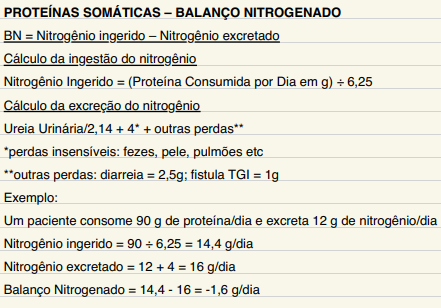 PROTEÍNAS SOMÁTICAS – BALANÇO NITROGENADO
BN = Nitrogênio ingerido – Nitrogênio excretado
Cálculo da ingestão do nitrogênio
Nitrogênio Ingerido = (Proteína Consumida por Dia em g) ÷ 6,25
Cálculo da excreção do nitrogênio
Ureia Urinária/2,14 + 4* + outras perdas**
*perdas insensíveis: fezes, pele, pulmões etc
**outras perdas: diarreia = 2,5g; fistula TGI = 1g
Exemplo:
Um paciente consome 90 g de proteína/dia e excreta 12 g de nitrogênio/dia
Nitrogênio ingerido = 90 ÷ 6,25 = 14,4 g/dia
Nitrogênio excretado = 12 + 4 = 16 g/dia
Balanço Nitrogenado = 14,4 - 16 = -1,6 g/dia